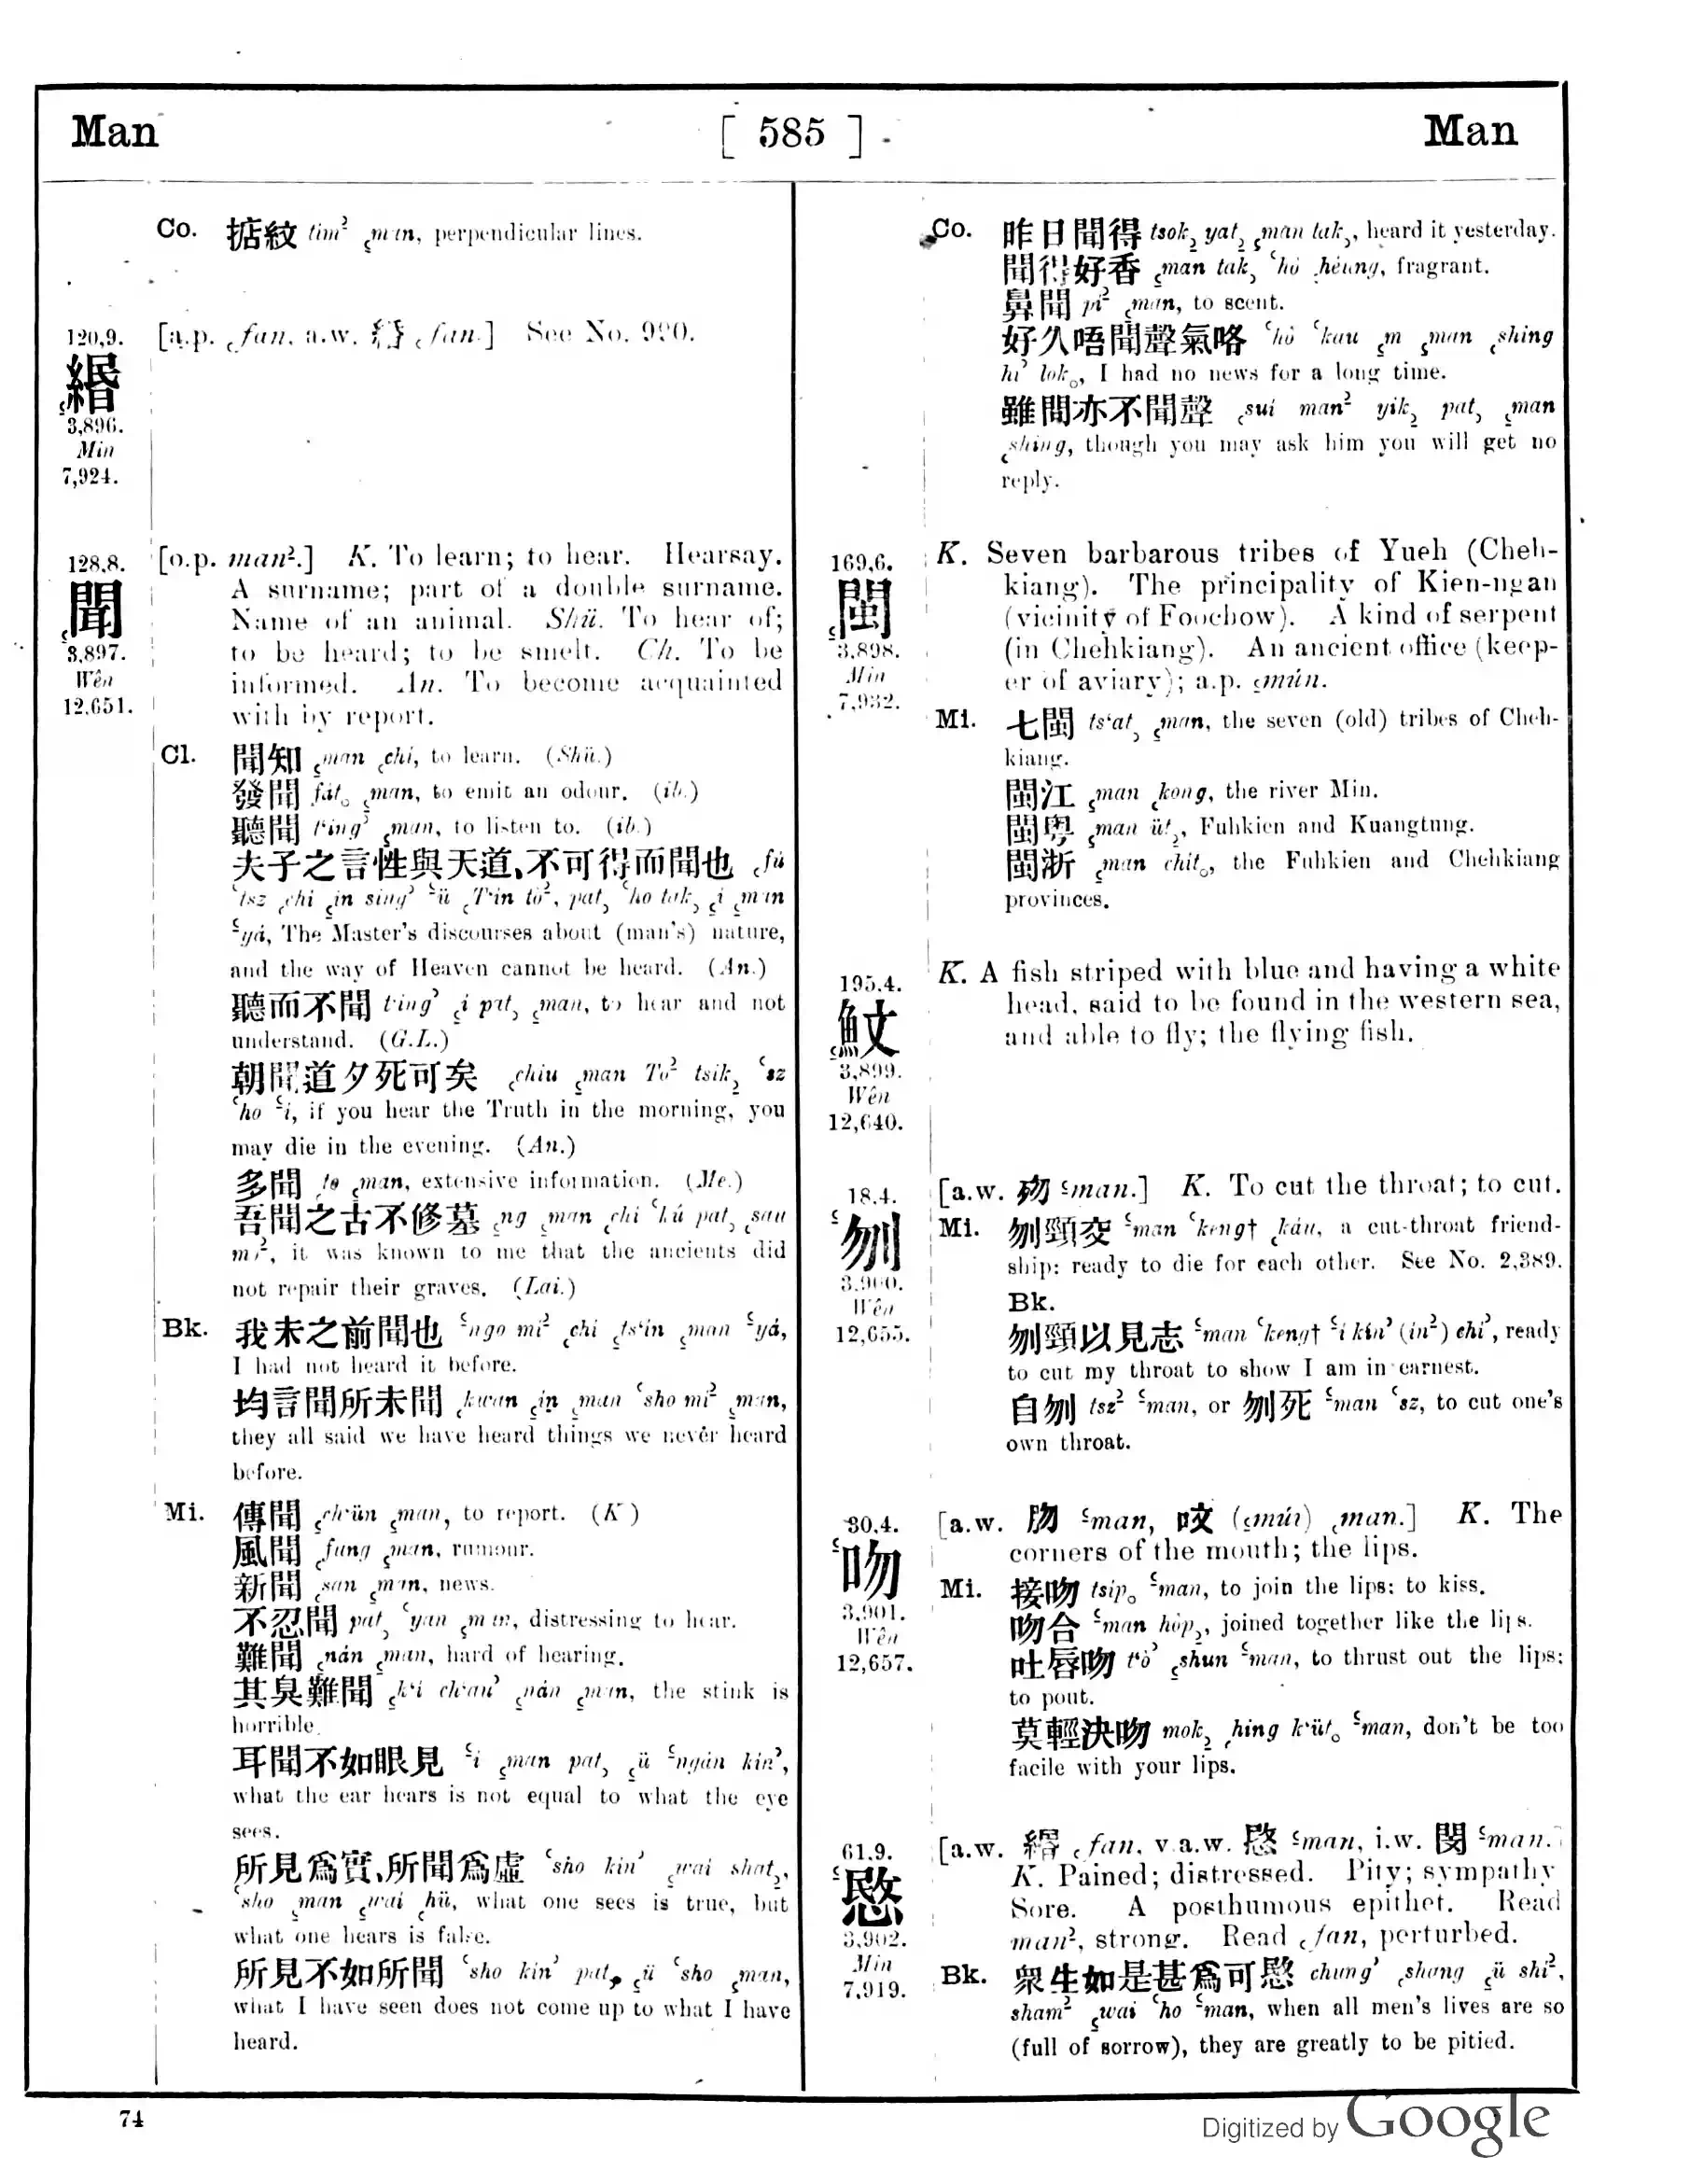 Man [ 585 ] Man
Co. 掂紋 tim² ꜁man, perpendicular lines.
120,9. [a.p. ꜀fan. a.w. ꜀fan.] See No. 990.
緡
3,896.
Min
7,924.
128,8. [o.p. man².] K. To learn; to hear. Hearsay.
聞 A surname; part of a double surname.
Name of an animal. Shü. To hear of;
3,897. to be heard; to be smelt. Ch. To be
Wên informed. An. To become acquainted
12,651. with by report.
Cl. 聞知 ꜁man ꜀chi, to learn. (Shü.)
發聞 fát₀ ꜁man, to emit an odour. (ib.)
聽聞 t‘ing꜄ ꜁man, to listen to. (ib.)
夫子之言性與天道、不可得而聞也 ꜀fú
꜂tsz ꜀chi ꜁in sing꜄ ꜃ü ꜀T‘in tò², pat꜆ ꜂ho tak꜆ ꜁i ꜁man
꜃yá, The Master's discourses about (man's) nature,
and the way of Heaven cannot be heard. (An.)
聽而不聞 t‘ing꜄ ꜁i pat꜆ ꜁man, to hear and not
understand. (G.L.)
朝聞道夕死可矣 ꜀chiu ꜁man Tò² tsik꜇ ꜂sz
꜂ho ꜃i, if you hear the Truth in the morning, you
may die in the evening. (An.)
多聞 ꜀to ꜁man, extensive information. (Me.)
吾聞之古不修墓 ꜁ng ꜁man ꜀chi ꜂kú pat꜆ ꜀sau
mò², it was known to me that the ancients did
not repair their graves. (Lai.)
Bk. 我未之前聞也 ꜃ngo mi² ꜀chi ꜁ts‘in ꜁man ꜃yá,
I had not heard it before.
均言聞所未聞 ꜀kwan ꜁in ꜁man ꜂sho mi² ꜁man,
they all said we have heard things we never heard
before.
Mi. 傳聞 ꜁ch‘ün ꜁man, to report. (K)
風聞 ꜀fung ꜁man, rumour.
新聞 ꜀san ꜁man, news.
不忍聞 pat꜆ ꜂yan ꜁man, distressing to hear.
難聞 ꜁nán ꜁man, hard of hearing.
其臭難聞 ꜁k‘i ch‘au꜄ ꜁nán ꜁man, the stink is
horrible.
耳聞不如眼見 ꜃i ꜁man pat꜆ ꜁ü ꜃ngán kin꜄,
what the ear hears is not equal to what the eye
sees.
所見為實、所聞為虛 ꜂sho kin꜄ ꜁wai shat꜇,
꜂sho ꜁man ꜁wai ꜀hü, what one sees is true, but
what one hears is false.
所見不如所聞 ꜂sho kin꜄ pat꜆ ꜁ü ꜂sho ꜁man,
what I have seen does not come up to what I have
heard.
Co. 昨日聞得 tsok꜇ yat꜇ ꜁man tak꜆, heard it yesterday.
聞得好香 ꜁man tak꜆ ꜂hò ꜀héung, fragrant.
鼻聞 pi² ꜁man, to scent.
好久唔聞聲氣咯 ꜂hò ꜂kau ꜁m ꜁man ꜀shing
hi꜄ lok₀, I had no news for a long time.
雖問亦不聞聲 ꜀sui man² yik꜇ pat꜆ ꜁man
꜀shing, though you may ask him you will get no
reply.
169,6. K. Seven barbarous tribes of Yueh (Cheh-
閩 kiang). The principality of Kien-ngan
(vicinity of Foochow). A kind of serpent
3,898. (in Chehkiang). An ancient office (keep-
Min er of aviary); a.p. ꜁mún.
7,932.
Mi. 七閩 ts‘at꜆ ꜁man, the seven (old) tribes of Cheh-
kiang.
閩江 ꜁man ꜀kong, the river Min.
閩粵 ꜁man üt꜇, Fuhkien and Kuangtung.
閩浙 ꜁man chit₀, the Fuhkien and Chehkiang
provinces.
195,4. K. A fish striped with blue and having a white
魰 head, said to be found in the western sea,
and able to fly; the flying fish.
3,899.
Wên
12,640.
18,4. [a.w. 歾 ꜃man.] K. To cut the throat; to cut.
刎 Mi. 刎頸交 ꜃man ꜂keng† ꜀káu, a cut-throat friend-
ship: ready to die for each other. See No. 2,389.
3,900.
Wên Bk.
12,655. 刎頸以見志 ꜃man ꜂keng† ꜃i kin꜄ (in²) chi꜄, ready
to cut my throat to show I am in earnest.
自刎 tsz² ꜃man, or 刎死 ꜃man ꜂sz, to cut one's
own throat.
30,4. [a.w. 肳 ꜃man, (꜁múi) ꜀man.] K. The
吻 corners of the mouth; the lips.
Mi. 接吻 tsip₀ ꜃man, to join the lips: to kiss.
3,901. 吻合 ꜃man hòp꜇, joined together like the lips.
Wên 吐唇吻 t‘ò꜄ ꜁shun ꜃man, to thrust out the lips:
12,657. to pout.
莫輕決吻 mok꜇ ꜀hing k‘üt₀ ꜃man, don't be too
facile with your lips.
61,9. [a.w. 緡 ꜀fan, v.a.w. ꜃man, i.w. 閔 ꜃man.]
愍 K. Pained; distressed. Pity; sympathy
Sore. A posthumous epithet. Read
3,902. man², strong. Read ꜀fan, perturbed.
Min
7,919.
Bk. 衆生如是甚為可愍 chung꜄ ꜀shang ꜁ü shi²,
sham² ꜁wai ꜂ho ꜃man, when all men's lives are so
(full of sorrow), they are greatly to be pitied.
74
Digitized by Google